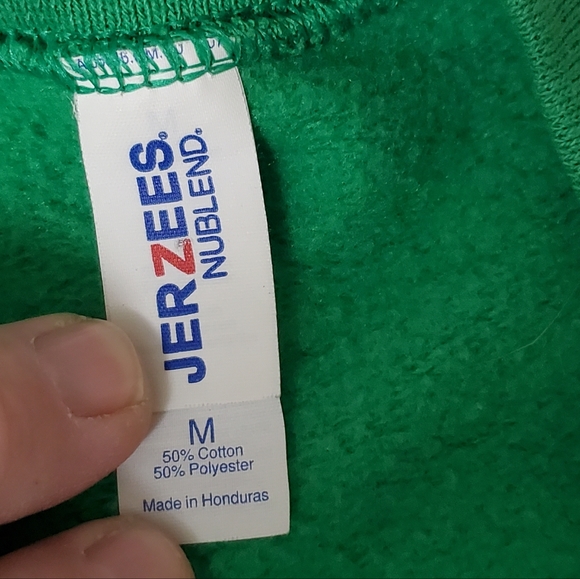 JERZEES®
NUBLEND®
M
50% Cotton
50% Polyester
Made in Honduras